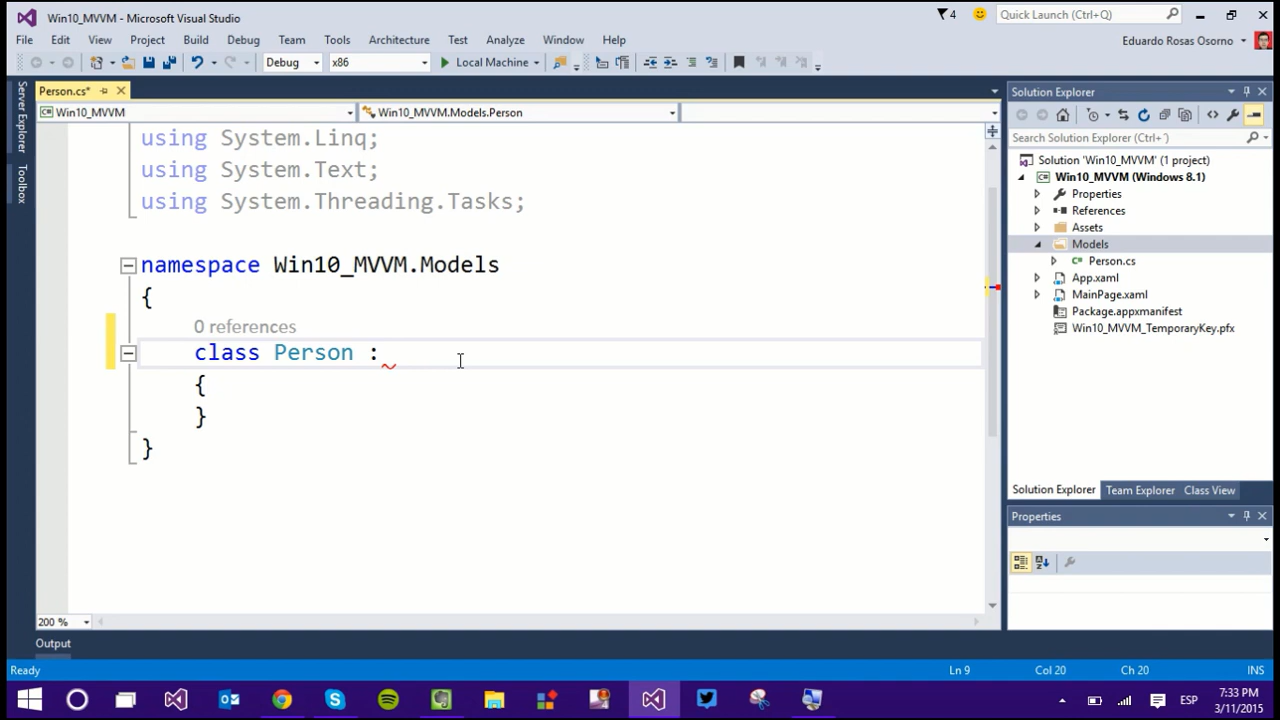 Win10_MVVM - Microsoft Visual Studio
4
Quick Launch (Ctrl+Q)
File Edit View Project Build Debug Team Tools Architecture Test Analyze Window Help
Eduardo Rosas Osorno
Debug x86 Local Machine
Server Explorer
Toolbox
Person.cs*
Win10_MVVM
Win10_MVVM.Models.Person
using System.Linq;
using System.Text;
using System.Threading.Tasks;
namespace Win10_MVVM.Models
{
0 references
class Person :
{
}
}
200 %
Solution Explorer
Search Solution Explorer (Ctrl+´)
Solution 'Win10_MVVM' (1 project)
Win10_MVVM (Windows 8.1)
Properties
References
Assets
Models
Person.cs
App.xaml
MainPage.xaml
Package.appxmanifest
Win10_MVVM_TemporaryKey.pfx
Solution Explorer Team Explorer Class View
Properties
Output
Ready Ln 9 Col 20 Ch 20 INS
ESP
7:33 PM
3/11/2015